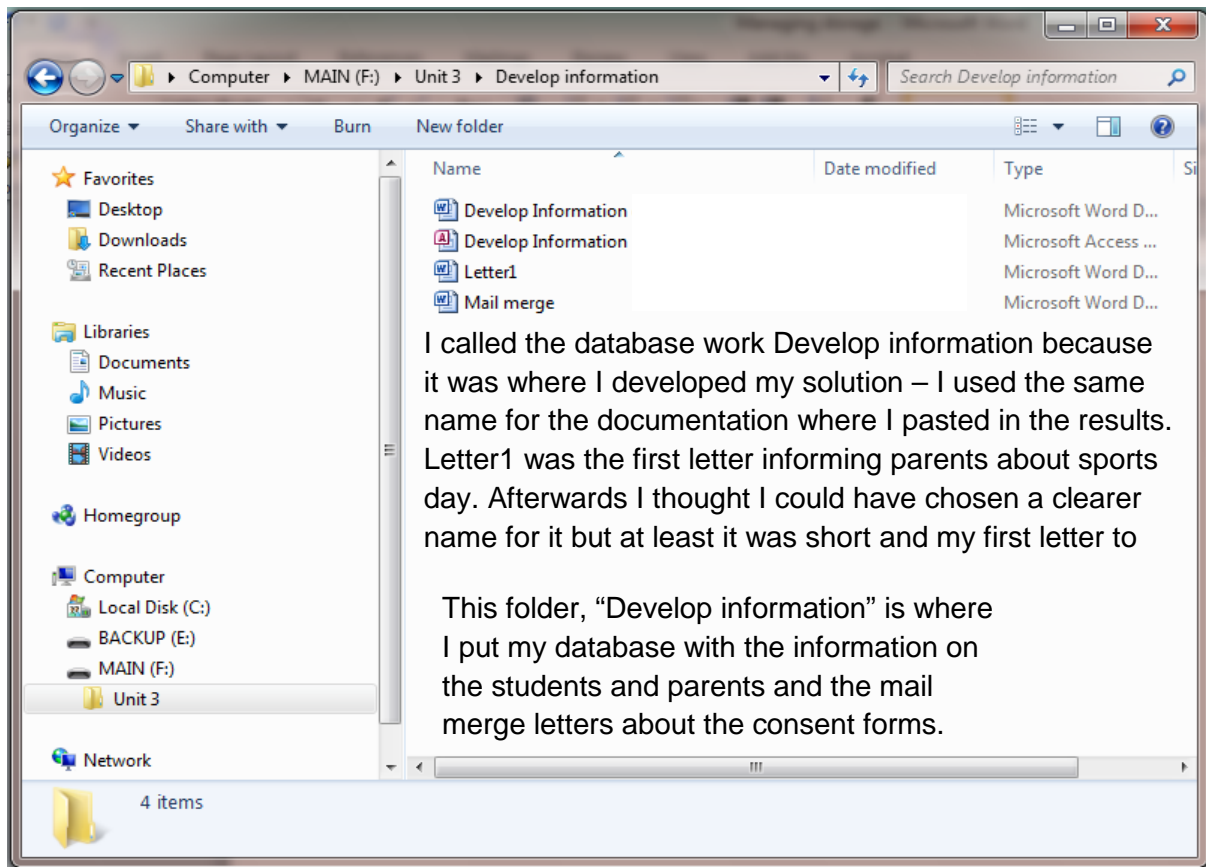 Computer ▸ MAIN (F:) ▸ Unit 3 ▸ Develop information
Search Develop information
Organize Share with Burn New folder
Name Date modified Type Si
Favorites
Desktop
Downloads
Recent Places
Libraries
Documents
Music
Pictures
Videos
Homegroup
Computer
Local Disk (C:)
BACKUP (E:)
MAIN (F:)
Unit 3
Network
Develop Information Microsoft Word D...
Develop Information Microsoft Access ...
Letter1 Microsoft Word D...
Mail merge Microsoft Word D...
I called the database work Develop information because
it was where I developed my solution – I used the same
name for the documentation where I pasted in the results.
Letter1 was the first letter informing parents about sports
day. Afterwards I thought I could have chosen a clearer
name for it but at least it was short and my first letter to
This folder, “Develop information” is where
I put my database with the information on
the students and parents and the mail
merge letters about the consent forms.
4 items